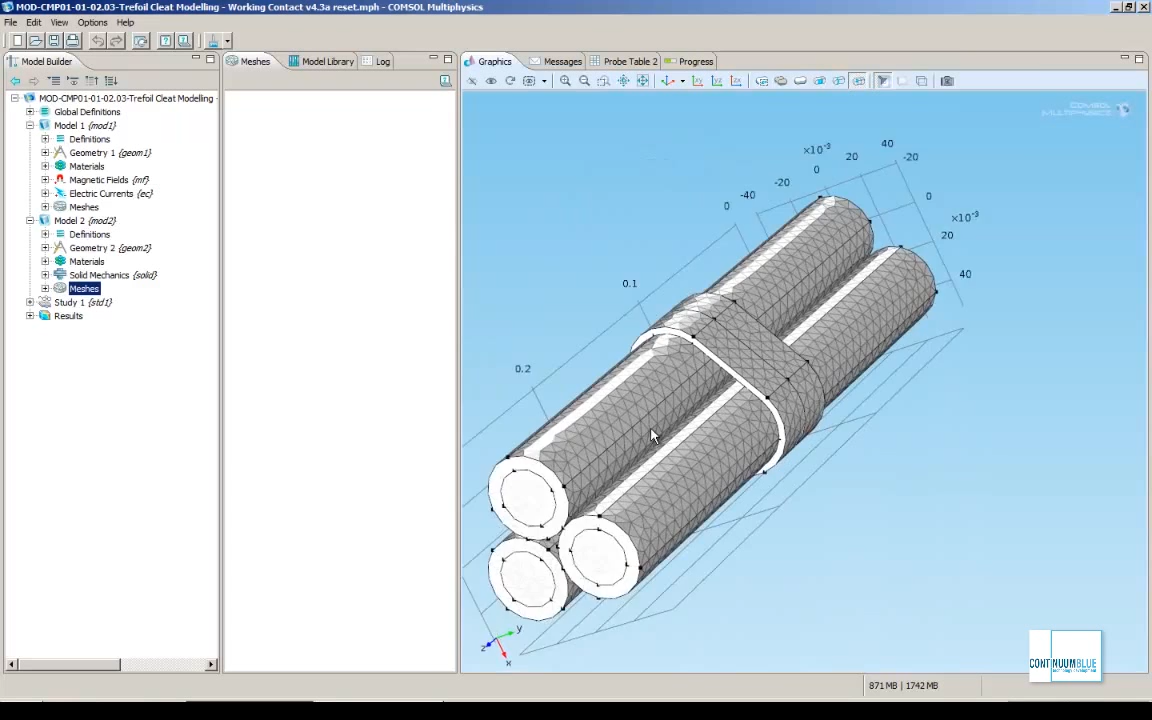 MOD-CMP01-01-02.03-Trefoil Cleat Modelling - Working Contact v4.3a reset.mph - COMSOL Multiphysics
File Edit View Options Help
Model Builder
Meshes Model Library Log
Graphics Messages Probe Table 2 Progress
MOD-CMP01-01-02.03-Trefoil Cleat Modelling -
Global Definitions
Model 1 {mod1}
Definitions
Geometry 1 {geom1}
Materials
Magnetic Fields {mf}
Electric Currents {ec}
Meshes
Model 2 {mod2}
Definitions
Geometry 2 {geom2}
Materials
Solid Mechanics {solid}
Meshes
Study 1 {std1}
Results
COMSOL
MULTIPHYSICS
×10⁻³
40
20
-20
0
-20
-40
0
0
×10⁻³
20
40
0.1
0.2
y
z
x
CONTINUUMBLUE
871 MB | 1742 MB